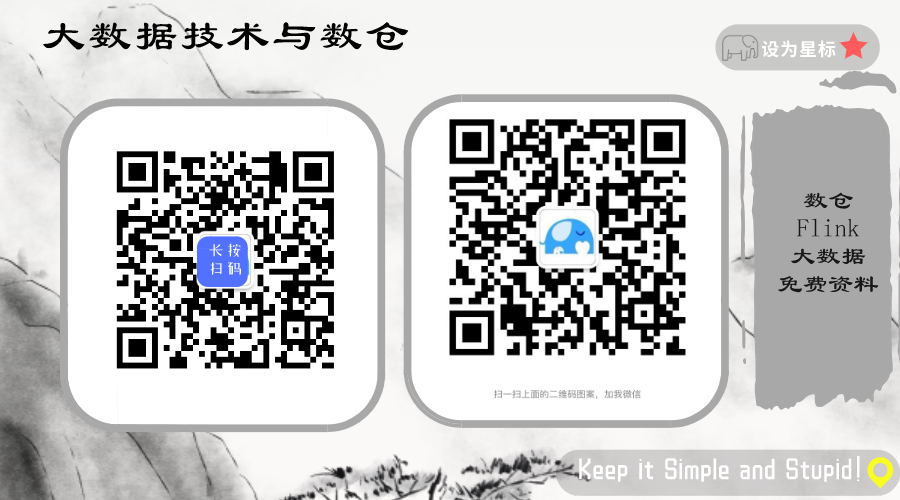 大数据技术与数仓
设为星标
长按
扫码
扫一扫上面的二维码图案，加我微信
数仓
Flink
大数据
免费资料
Keep it Simple and Stupid!